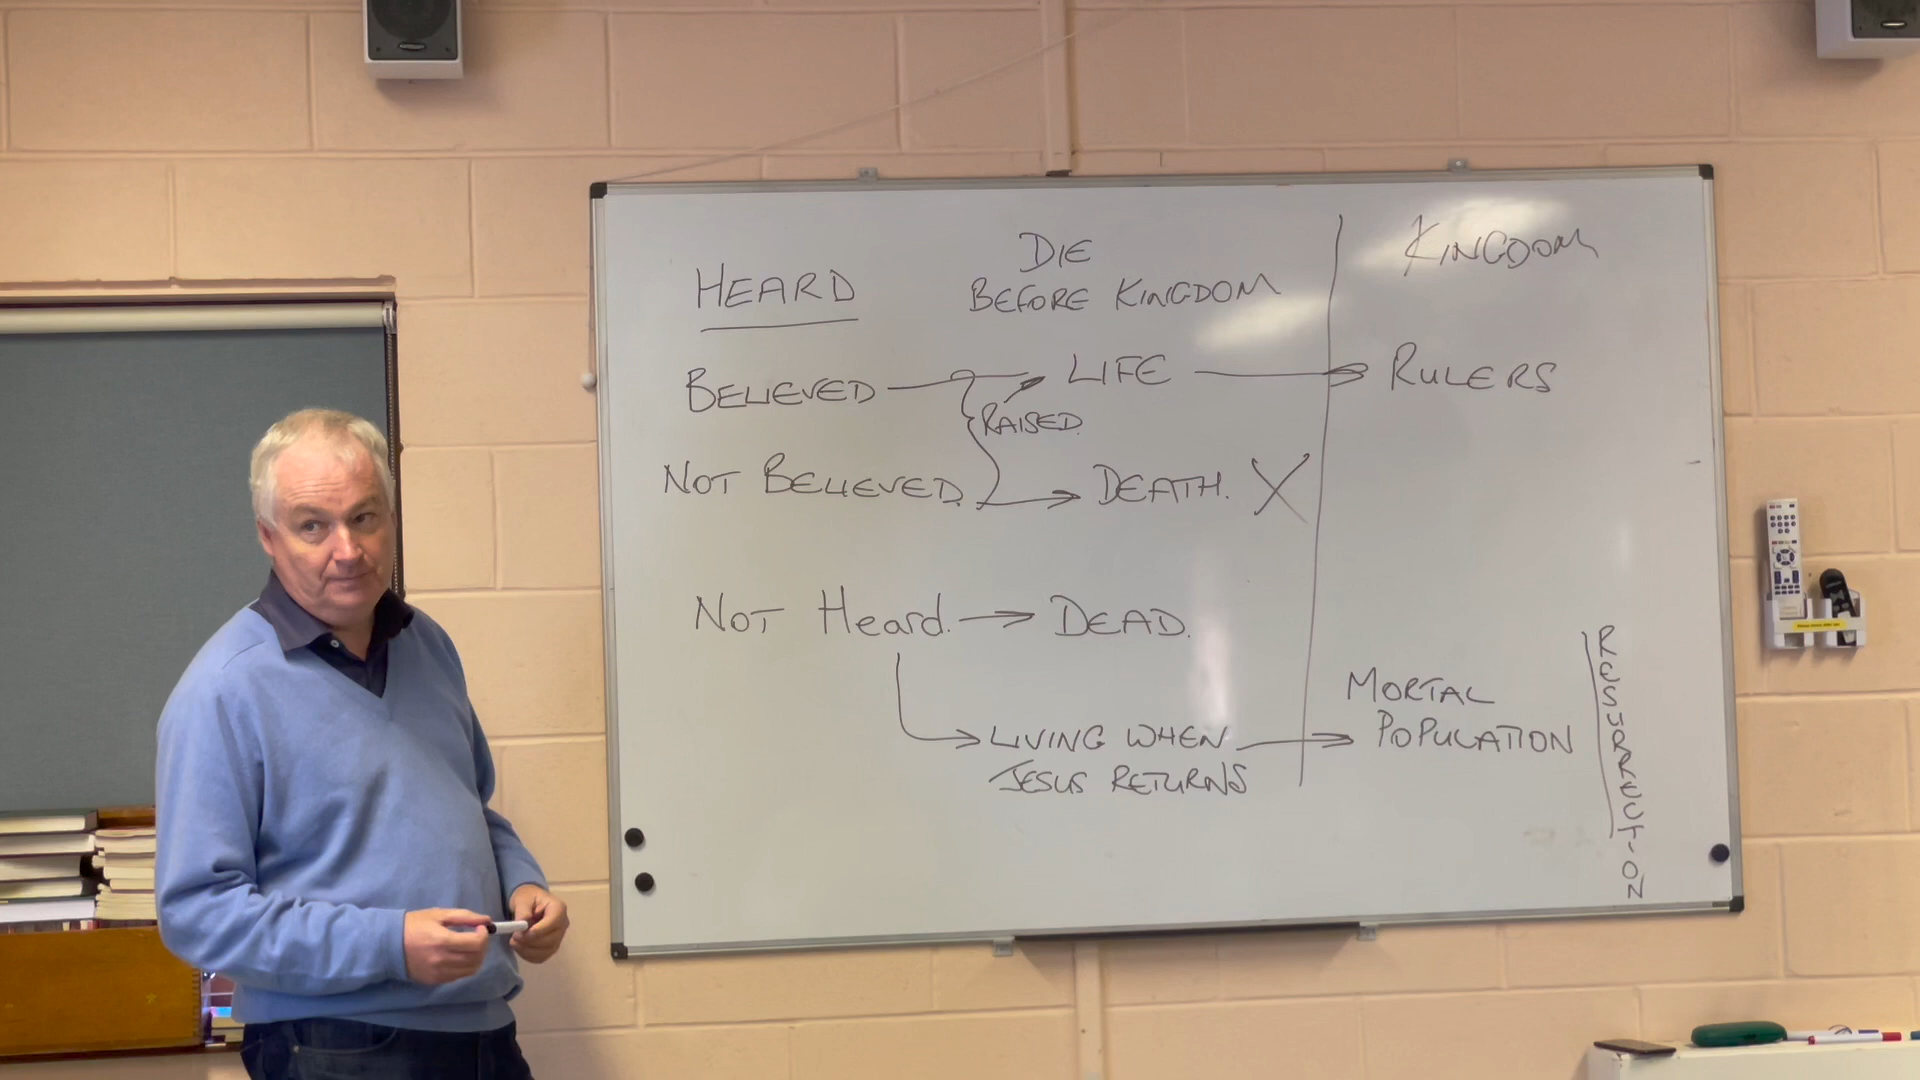 HEARD
DIE
BEFORE KINGDOM
KINGDOM
BELIEVED
LIFE
RULERS
RAISED
NOT BELIEVED.
DEATH. X
NOT Heard.
DEAD.
LIVING WHEN
JESUS RETURNS
MORTAL
POPULATION
RESURRECTION